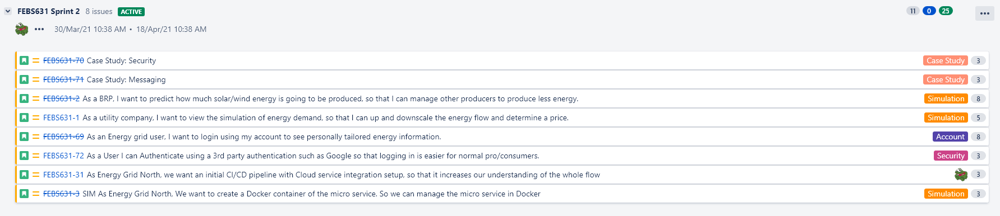 FEBS631 Sprint 2 8 issues ACTIVE 11 0 25
30/Mar/21 10:38 AM • 18/Apr/21 10:38 AM
FEBS631-70 Case Study: Security Case Study 3
FEBS631-71 Case Study: Messaging Case Study 3
FEBS631-2 As a BRP, I want to predict how much solar/wind energy is going to be produced, so that I can manage other producers to produce less energy. Simulation 8
FEBS631-1 As a utility company, I want to view the simulation of energy demand, so that I can up and downscale the energy flow and determine a price. Simulation 5
FEBS631-69 As an Energy grid user, I want to login using my account to see personally tailored energy information. Account 8
FEBS631-72 As a User I can Authenticate using a 3rd party authentication such as Google so that logging in is easier for normal pro/consumers. Security 3
FEBS631-31 As Energy Grid North, we want an initial CI/CD pipeline with Cloud service integration setup, so that it increases our understanding of the whole flow 3
FEBS631-3 SIM As Energy Grid North, We want to create a Docker container of the micro service. So we can manage the micro service in Docker Simulation 3